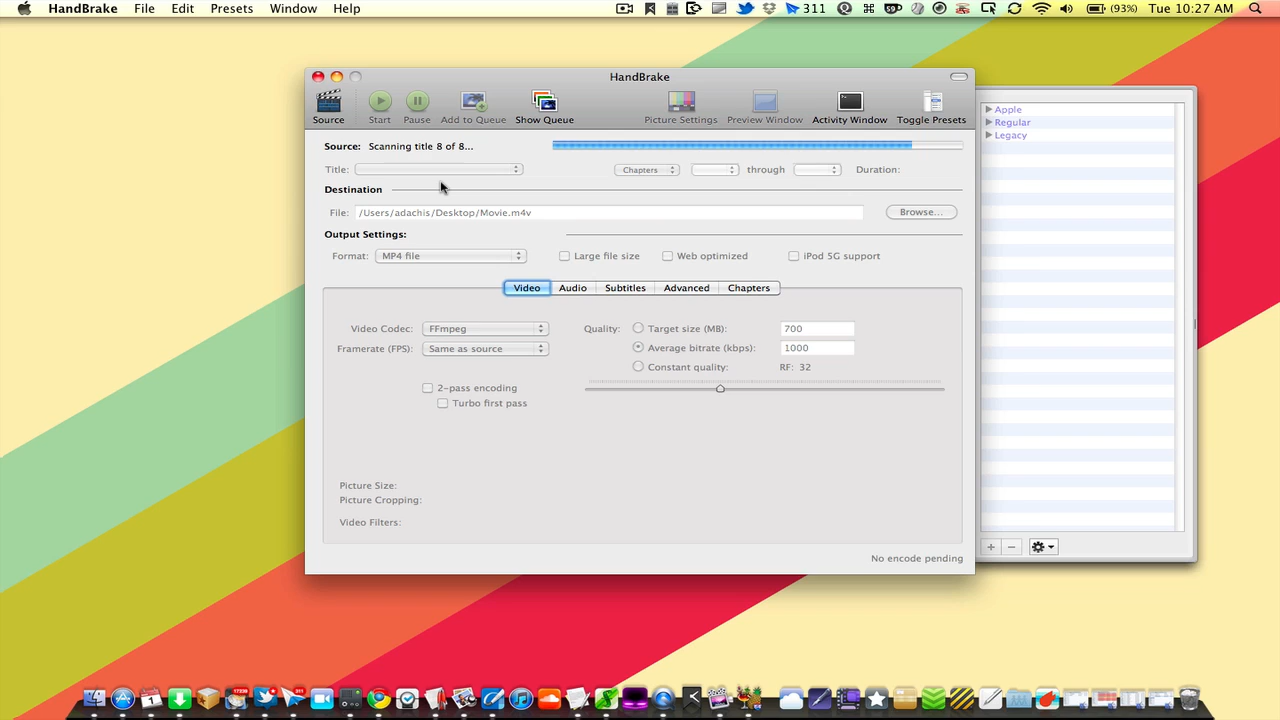 HandBrake File Edit Presets Window Help 311 (93%) Tue 10:27 AM
HandBrake
Source Start Pause Add to Queue Show Queue Picture Settings Preview Window Activity Window Toggle Presets
Source: Scanning title 8 of 8...
Title: Chapters through Duration:
Destination
File: /Users/adachis/Desktop/Movie.m4v Browse...
Output Settings:
Format: MP4 file Large file size Web optimized iPod 5G support
Video Audio Subtitles Advanced Chapters
Video Codec: FFmpeg Quality: Target size (MB): 700
Framerate (FPS): Same as source Average bitrate (kbps): 1000
Constant quality: RF: 32
2-pass encoding
Turbo first pass
Picture Size:
Picture Cropping:
Video Filters:
No encode pending
Apple
Regular
Legacy